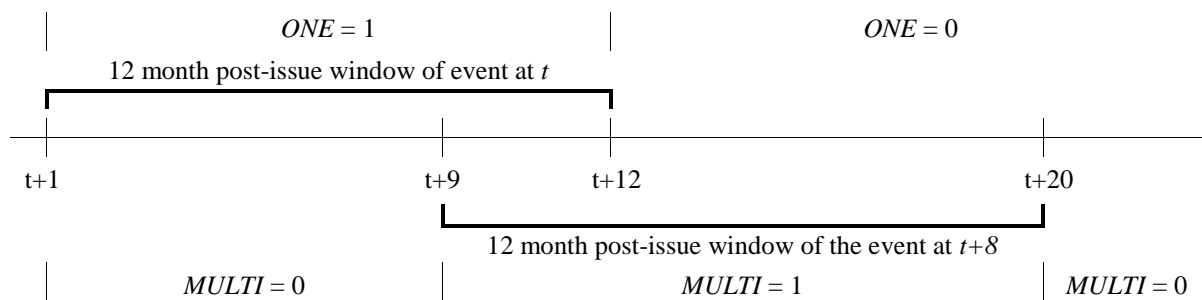 ONE = 1 ONE = 0
12 month post-issue window of event at t
t+1 t+9 t+12 t+20
12 month post-issue window of the event at t+8
MULTI = 0 MULTI = 1 MULTI = 0